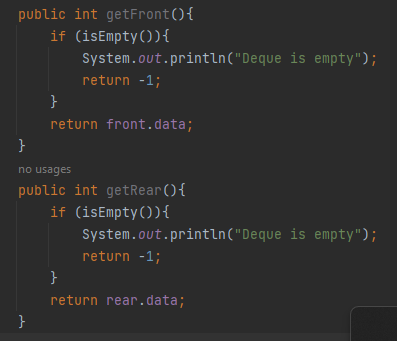 public int getFront(){
    if (isEmpty()){
        System.out.println("Deque is empty");
        return -1;
    }
    return front.data;
}
no usages
public int getRear(){
    if (isEmpty()){
        System.out.println("Deque is empty");
        return -1;
    }
    return rear.data;
}